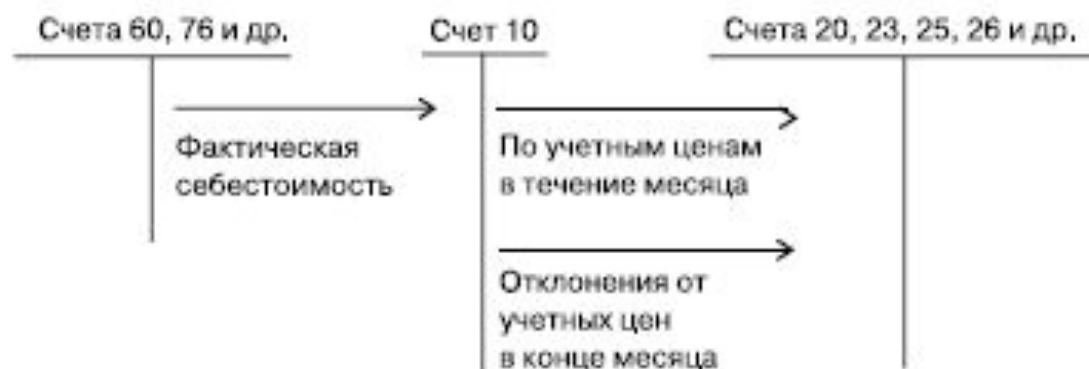 Счета 60, 76 и др.
Счет 10
Счета 20, 23, 25, 26 и др.
Фактическая
себестоимость
По учетным ценам
в течение месяца
Отклонения от
учетных цен
в конце месяца